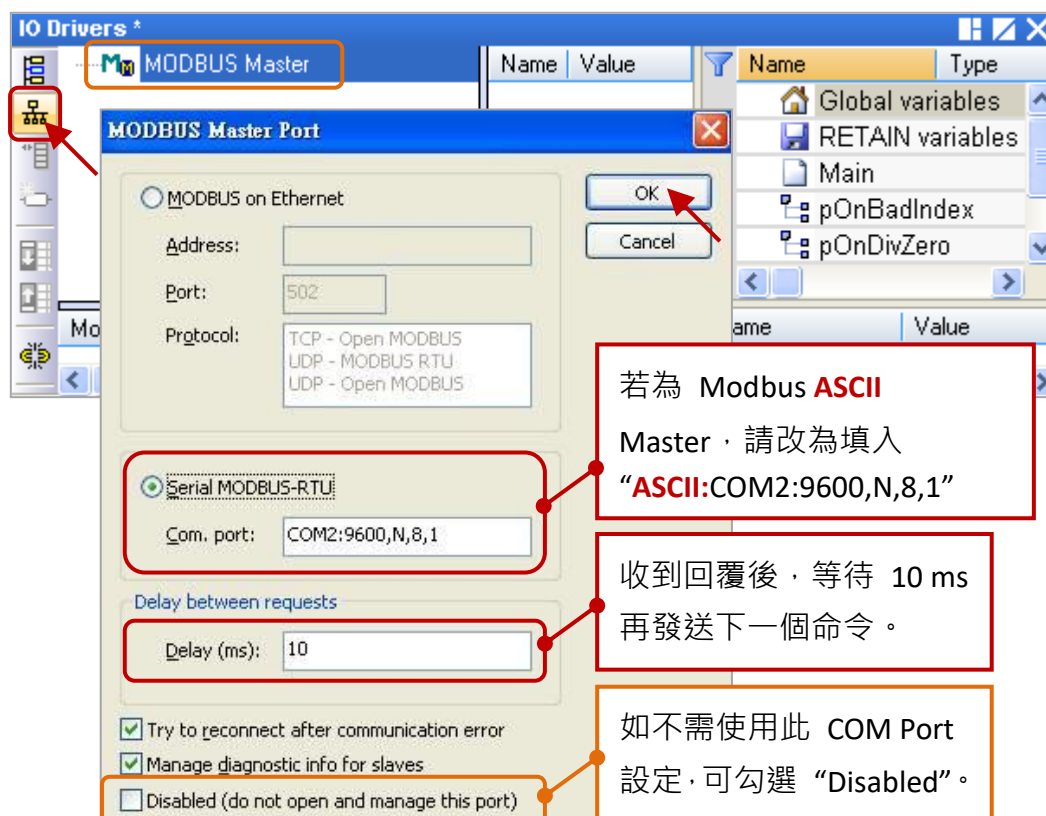 IO Drivers *
MODBUS Master
Name Value
Name Type
Global variables
RETAIN variables
Main
pOnBadIndex
pOnDivZero
MODBUS Master Port
MODBUS on Ethernet
OK
Address:
Cancel
Port: 502
Protocol: TCP - Open MODBUS
UDP - MODBUS RTU
UDP - Open MODBUS
Mo
ame Value
Serial MODBUS-RTU
Com. port: COM2:9600,N,8,1
若為 Modbus ASCII
Master，請改為填入
“ASCII:COM2:9600,N,8,1”
Delay between requests
Delay (ms): 10
收到回覆後，等待 10 ms
再發送下一個命令。
Try to reconnect after communication error
Manage diagnostic info for slaves
Disabled (do not open and manage this port)
如不需使用此 COM Port
設定，可勾選 “Disabled”。